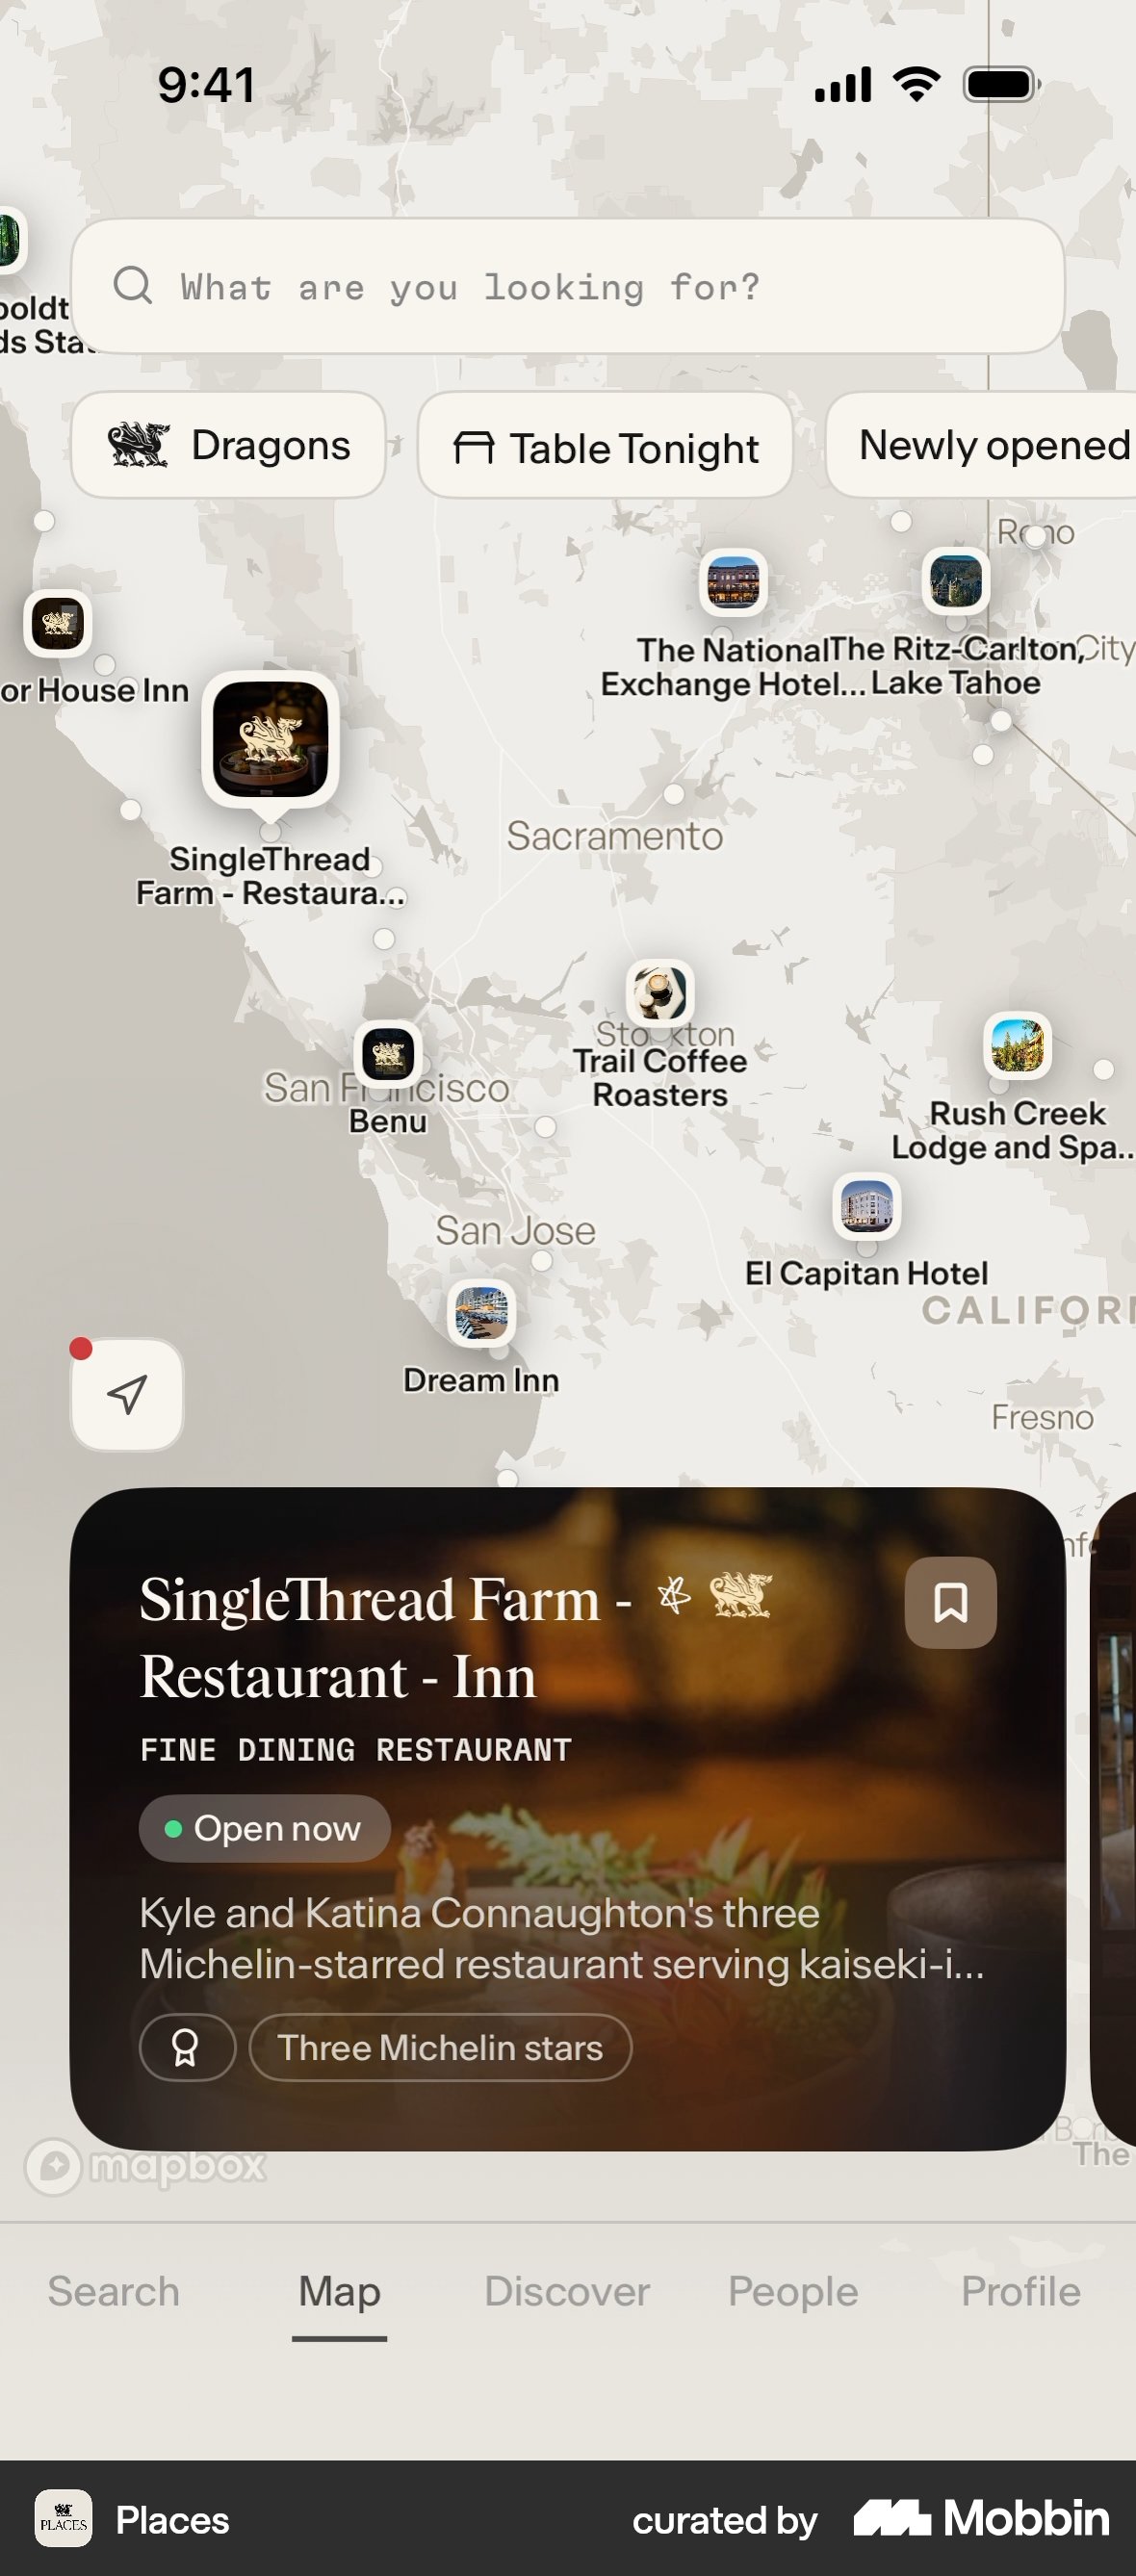 9:41
What are you looking for?
Dragons
Table Tonight
Newly opened
Reno
The National
Exchange Hotel...
The Ritz-Carlton,
Lake Tahoe
City
or House Inn
SingleThread
Farm - Restaura...
Sacramento
Stockton
Trail Coffee
Roasters
San Francisco
Benu
Rush Creek
Lodge and Spa..
San Jose
El Capitan Hotel
CALIFOR
Dream Inn
Fresno
SingleThread Farm -
Restaurant - Inn
FINE DINING RESTAURANT
Open now
Kyle and Katina Connaughton's three
Michelin-starred restaurant serving kaiseki-i...
Three Michelin stars
The
mapbox
Search
Map
Discover
People
Profile
PLACES
Places
curated by
Mobbin